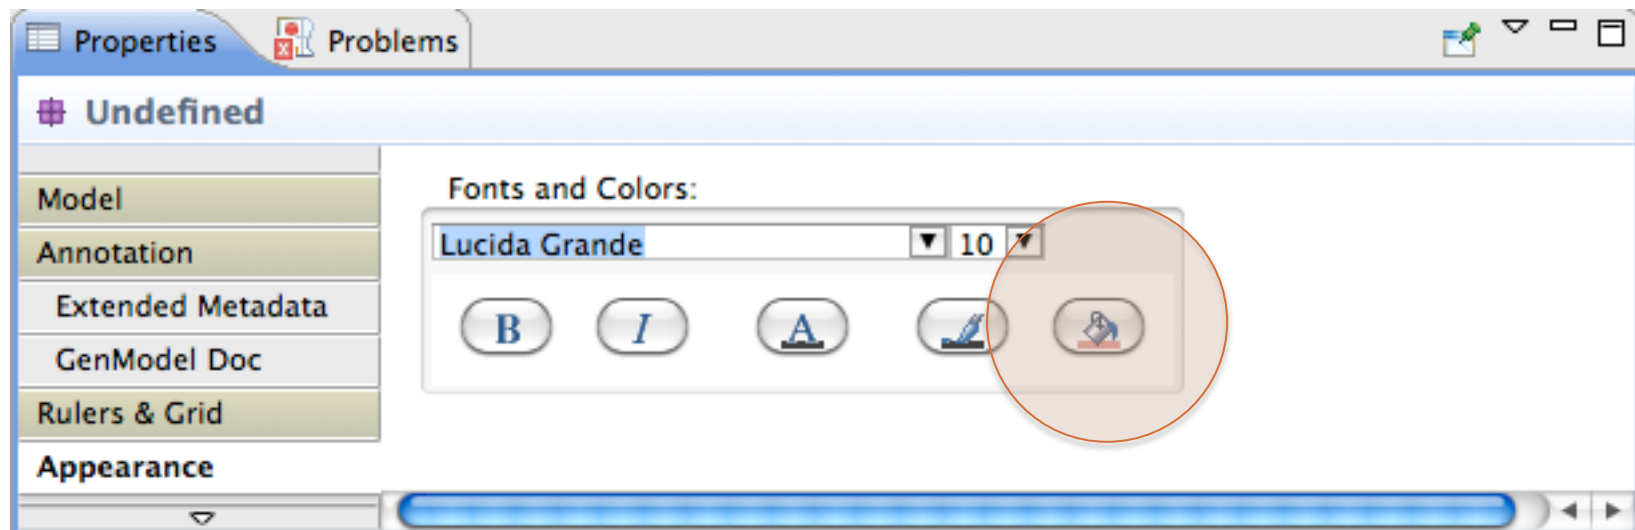 Properties Problems
Undefined
Model
Annotation
Extended Metadata
GenModel Doc
Rulers & Grid
Appearance
Fonts and Colors:
Lucida Grande 10
B I A